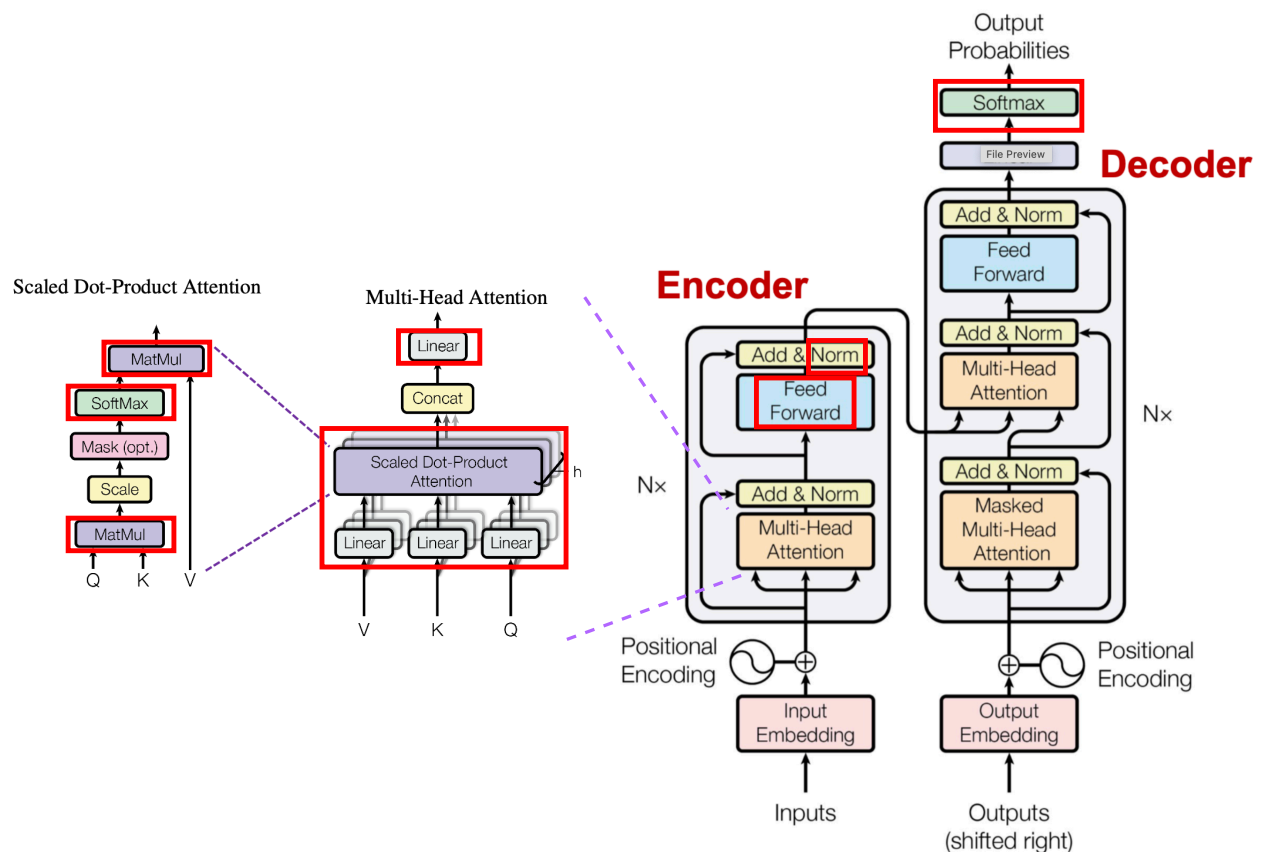 Scaled Dot-Product Attention
MatMul
SoftMax
Mask (opt.)
Scale
MatMul
Q
K
V
Multi-Head Attention
Linear
Concat
Scaled Dot-Product
Attention
h
Linear
Linear
Linear
V
K
Q
Encoder
Add & Norm
Feed
Forward
Nx
Add & Norm
Multi-Head
Attention
Positional
Encoding
Input
Embedding
Inputs
Output
Probabilities
Softmax
File Preview
Decoder
Add & Norm
Feed
Forward
Add & Norm
Multi-Head
Attention
Nx
Add & Norm
Masked
Multi-Head
Attention
Positional
Encoding
Output
Embedding
Outputs
(shifted right)